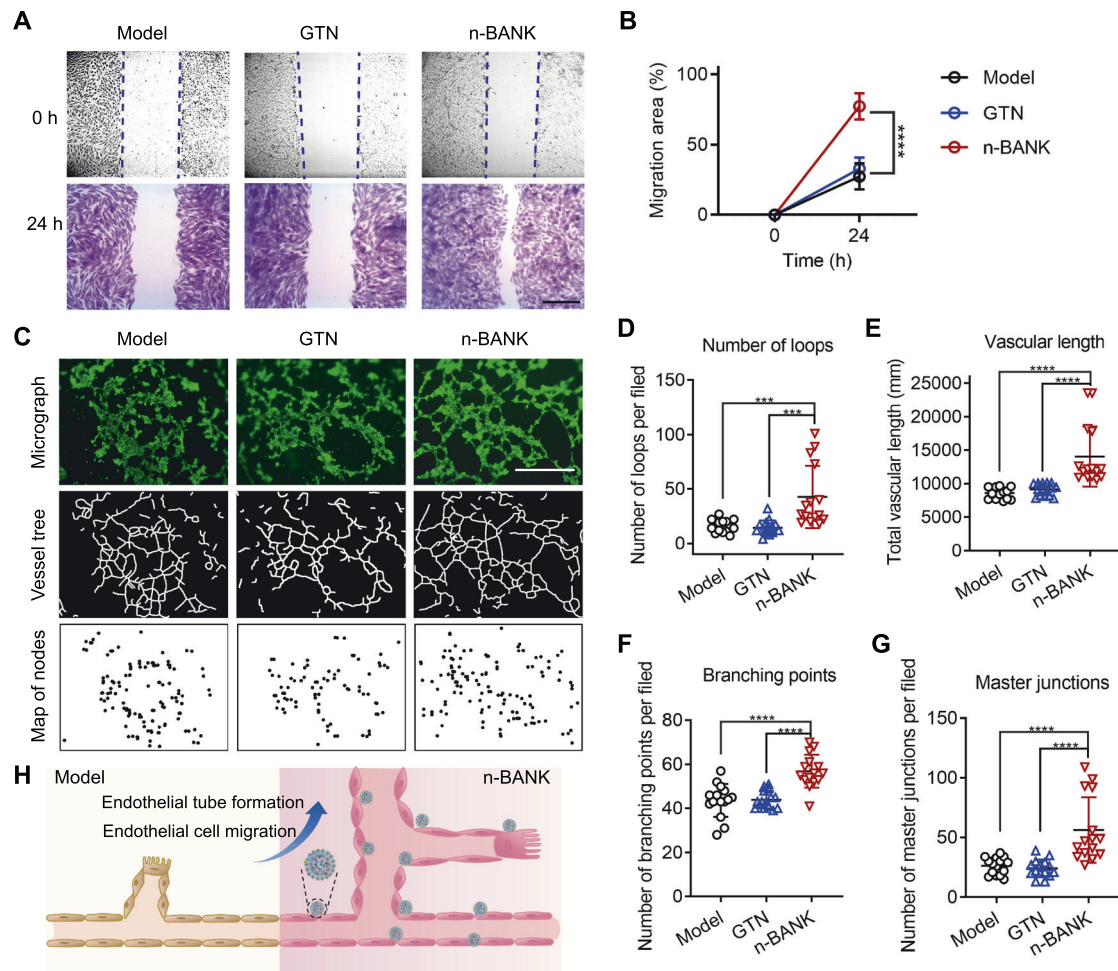 A
Model
GTN
n-BANK
0 h
24 h
B
Migration area (%)
100
50
0
0
24
Time (h)
****
Model
GTN
n-BANK
C
Model
GTN
n-BANK
Micrograph
Vessel tree
Map of nodes
D
Number of loops
Number of loops per filed
150
100
50
0
***
***
Model
GTN
n-BANK
E
Vascular length
Total vascular length (mm)
25000
20000
15000
10000
5000
0
****
****
Model
GTN
n-BANK
F
Branching points
Number of branching points per filed
80
60
40
20
0
****
****
Model
GTN
n-BANK
G
Master junctions
Number of master junctions per filed
150
100
50
0
****
****
Model
GTN
n-BANK
H
Model
n-BANK
Endothelial tube formation
Endothelial cell migration